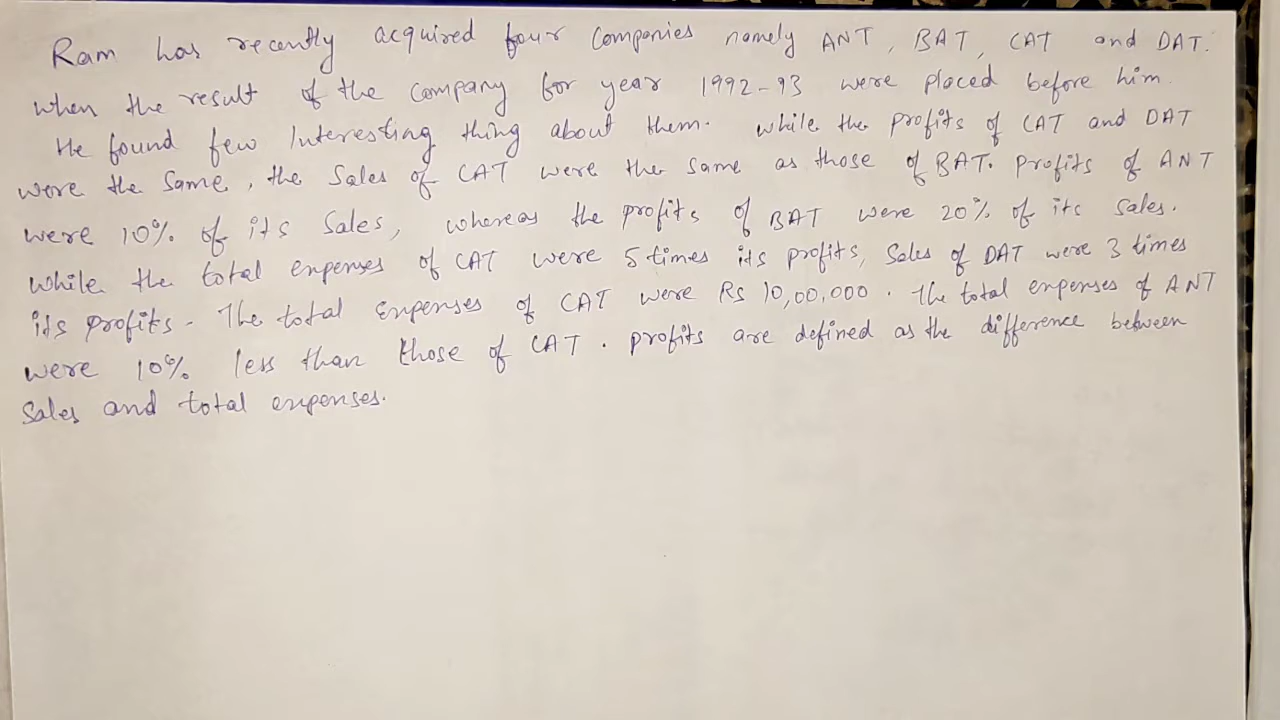 Ram has recently acquired four Companies namely ANT, BAT, CAT and DAT.
when the result of the company for year 1992-93 were placed before him.
He found few Interesting thing about them. While the profits of CAT and DAT
were the same, the sales of CAT were the same as those of BAT. Profits of ANT
were 10% of its sales, whereas the profits of BAT were 20% of its sales.
While the total expenses of CAT were 5 times its profits, sales of DAT were 3 times
its profits. The total expenses of CAT were Rs 10,00,000. The total expenses of ANT
were 10% less than those of CAT. profits are defined as the difference between
Sales and total expenses.